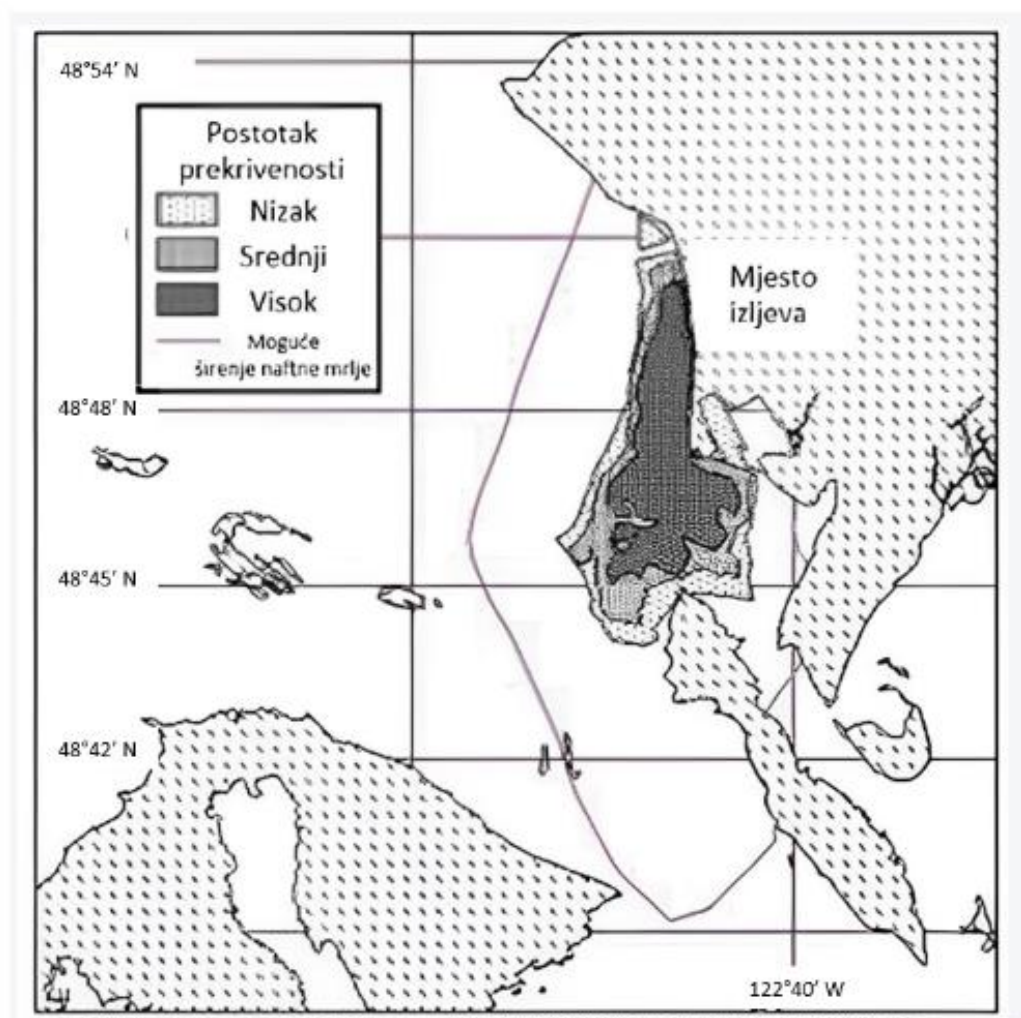 48°54' N
Postotak
prekrivenosti
Nizak
Srednji
Visok
Moguće
širenje naftne mrlje
Mjesto
izljeva
48°48' N
48°45' N
48°42' N
122°40' W